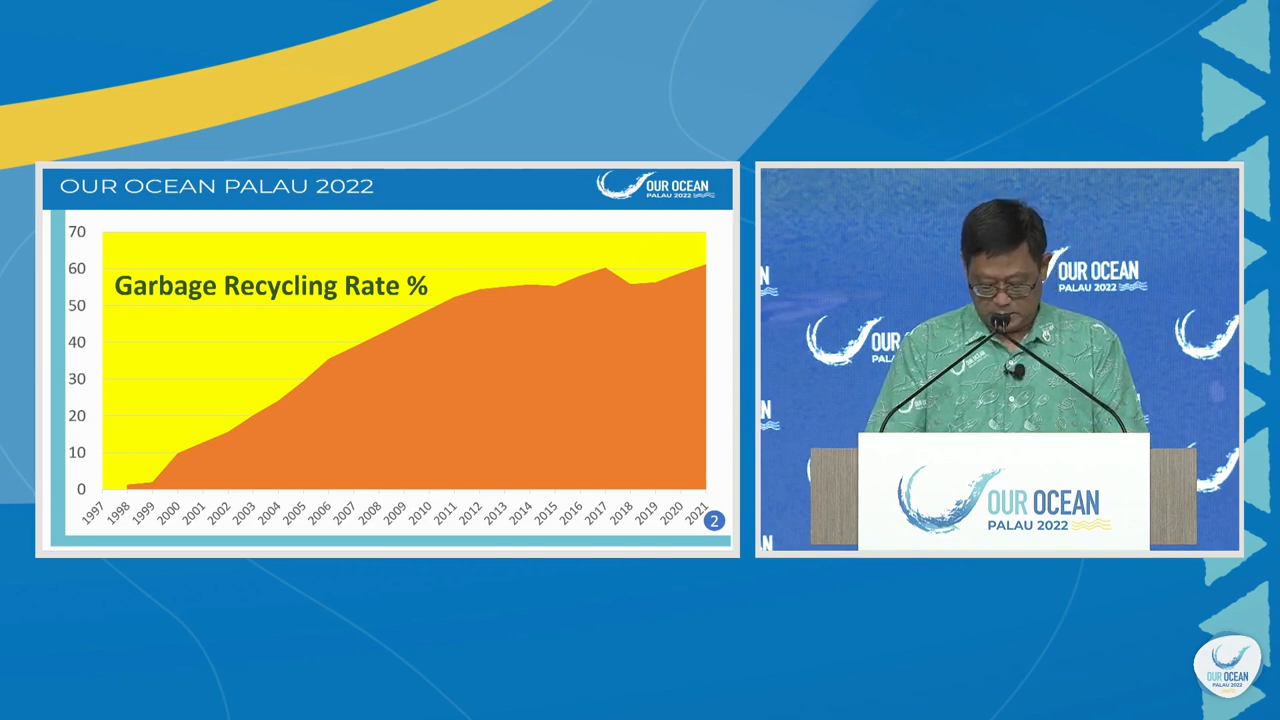 OUR OCEAN PALAU 2022
OUR OCEAN
PALAU 2022
70
60
50
40
30
20
10
0
Garbage Recycling Rate %
1997 1998 1999 2000 2001 2002 2003 2004 2005 2006 2007 2008 2009 2010 2011 2012 2013 2014 2015 2016 2017 2018 2019 2020 2021
2
OUR OCEAN
PALAU 2022
OUR
OUR OCEAN
PALAU 2022
OUR OCEAN
PALAU 2022